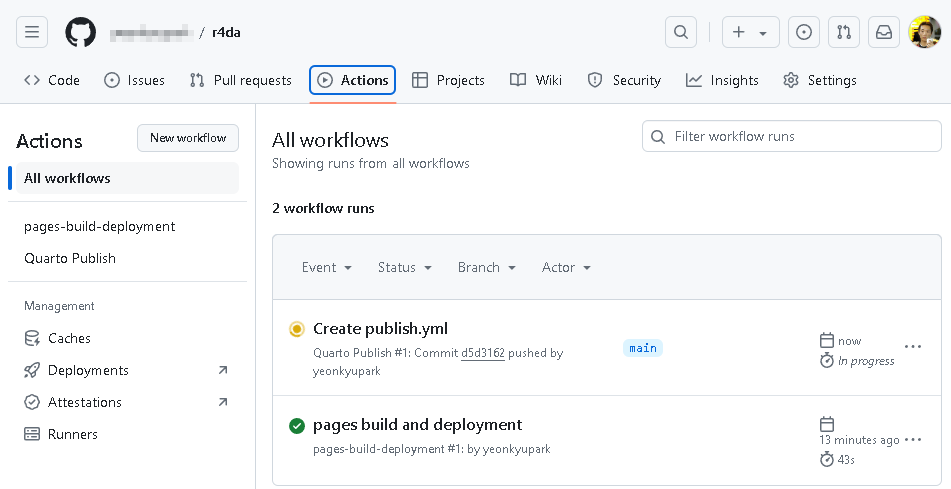 / r4da
Code Issues Pull requests Actions Projects Wiki Security Insights Settings
Actions
New workflow
All workflows
pages-build-deployment
Quarto Publish
Management
Caches
Deployments
Attestations
Runners
All workflows
Showing runs from all workflows
Filter workflow runs
2 workflow runs
Event Status Branch Actor
Create publish.yml
Quarto Publish #1: Commit d5d3162 pushed by
yeonkyupark
main
now
In progress
pages build and deployment
pages-build-deployment #1: by yeonkyupark
13 minutes ago
43s